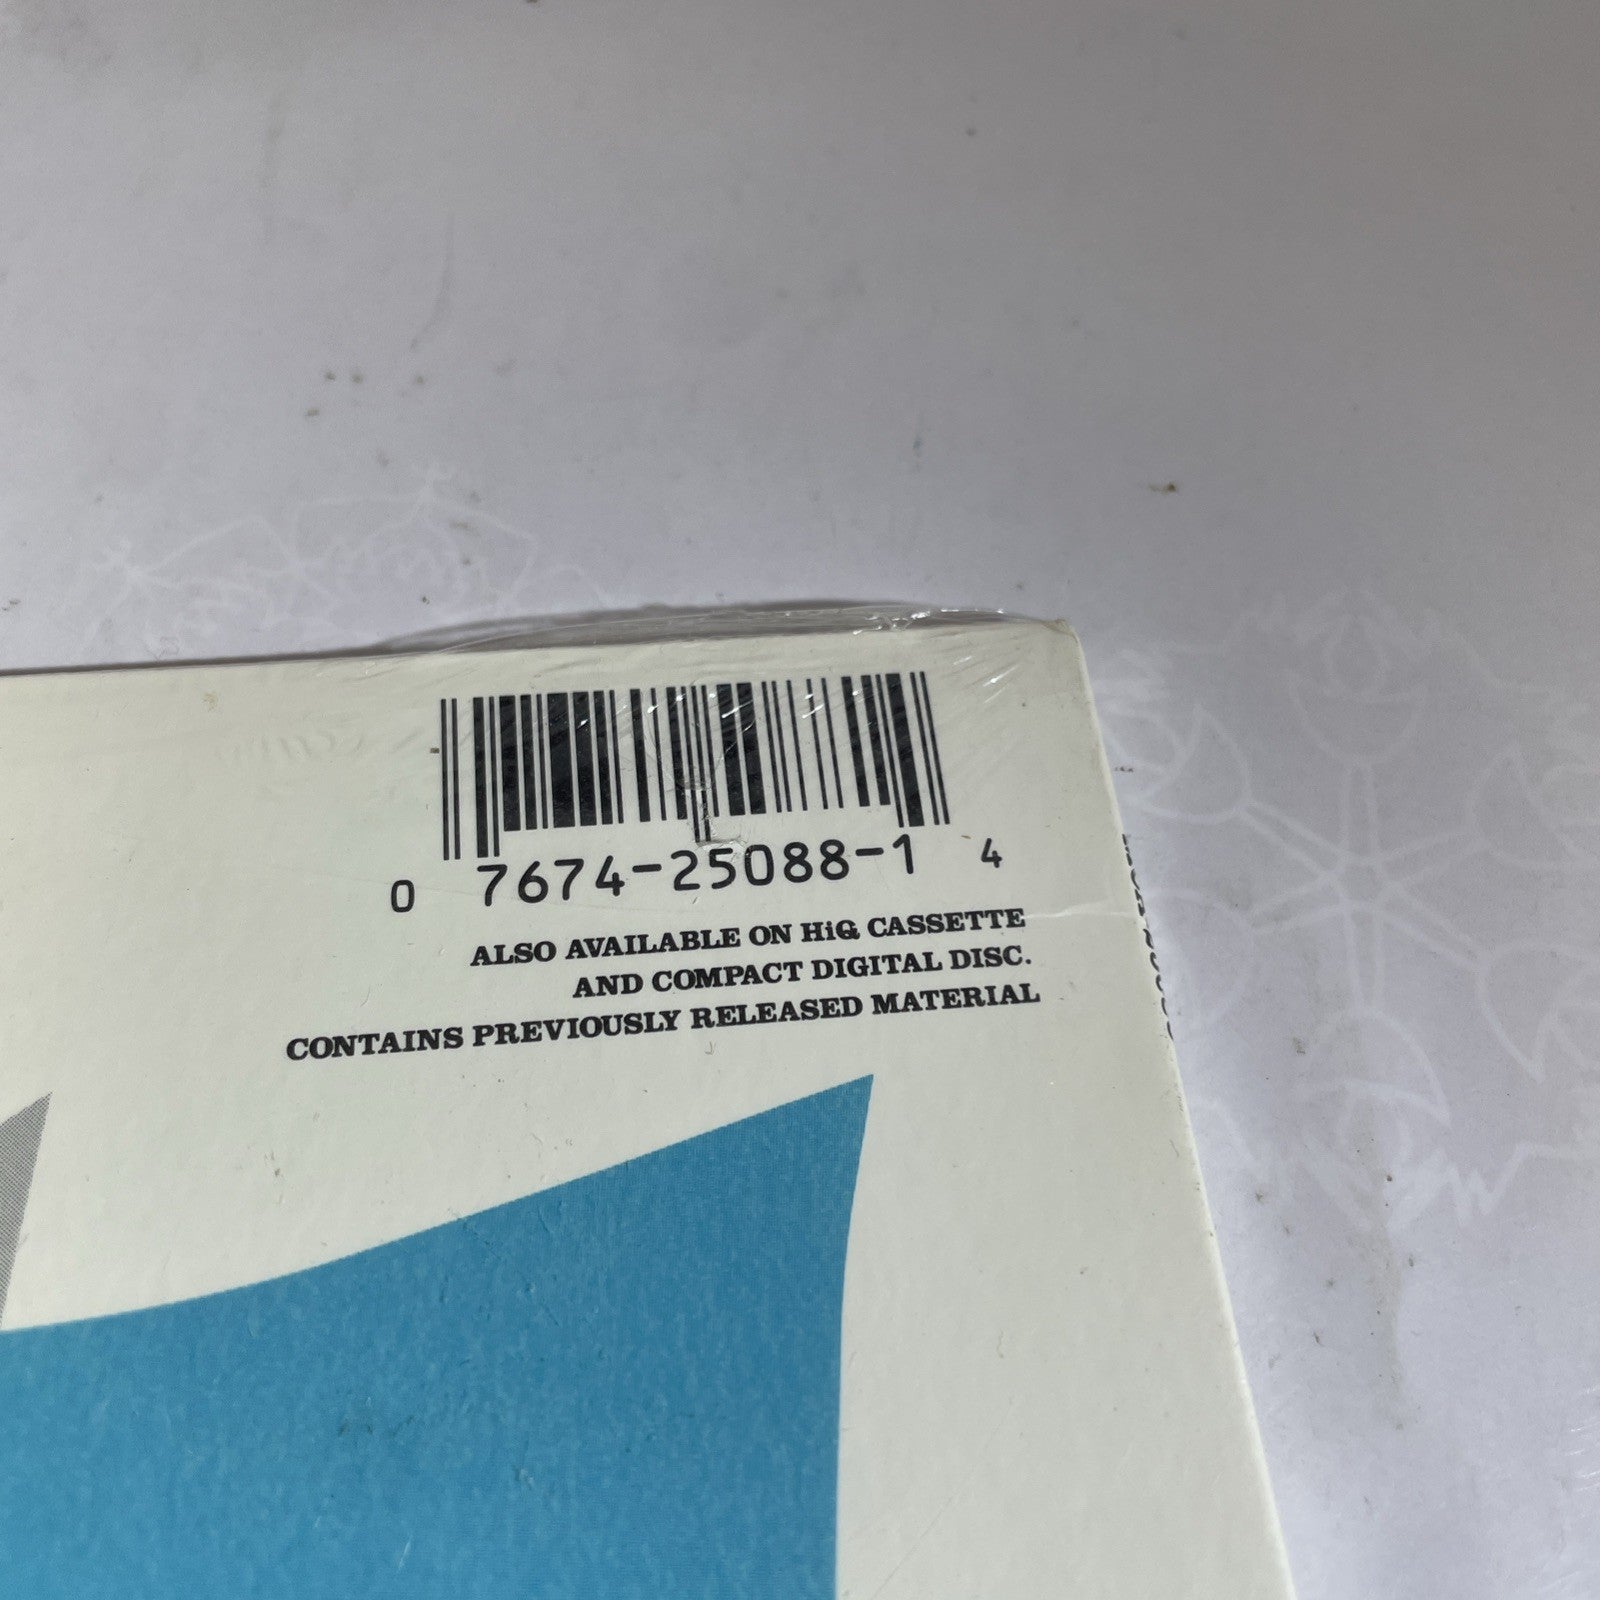 0 7674-25088-1 4
ALSO AVAILABLE ON HiQ CASSETTE
AND COMPACT DIGITAL DISC.
CONTAINS PREVIOUSLY RELEASED MATERIAL